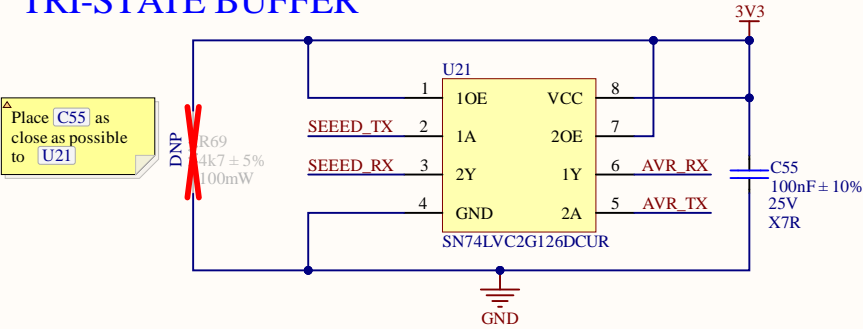 TRI-STATE BUFFER
3V3
Place C55 as
close as possible
to U21
DNP
R69
4k7 ± 5%
100mW
U21
1 1OE VCC 8
SEEED_TX 2 1A 2OE 7
SEEED_RX 3 2Y 1Y 6 AVR_RX
4 GND 2A 5 AVR_TX
SN74LVC2G126DCUR
C55
100nF ± 10%
25V
X7R
GND